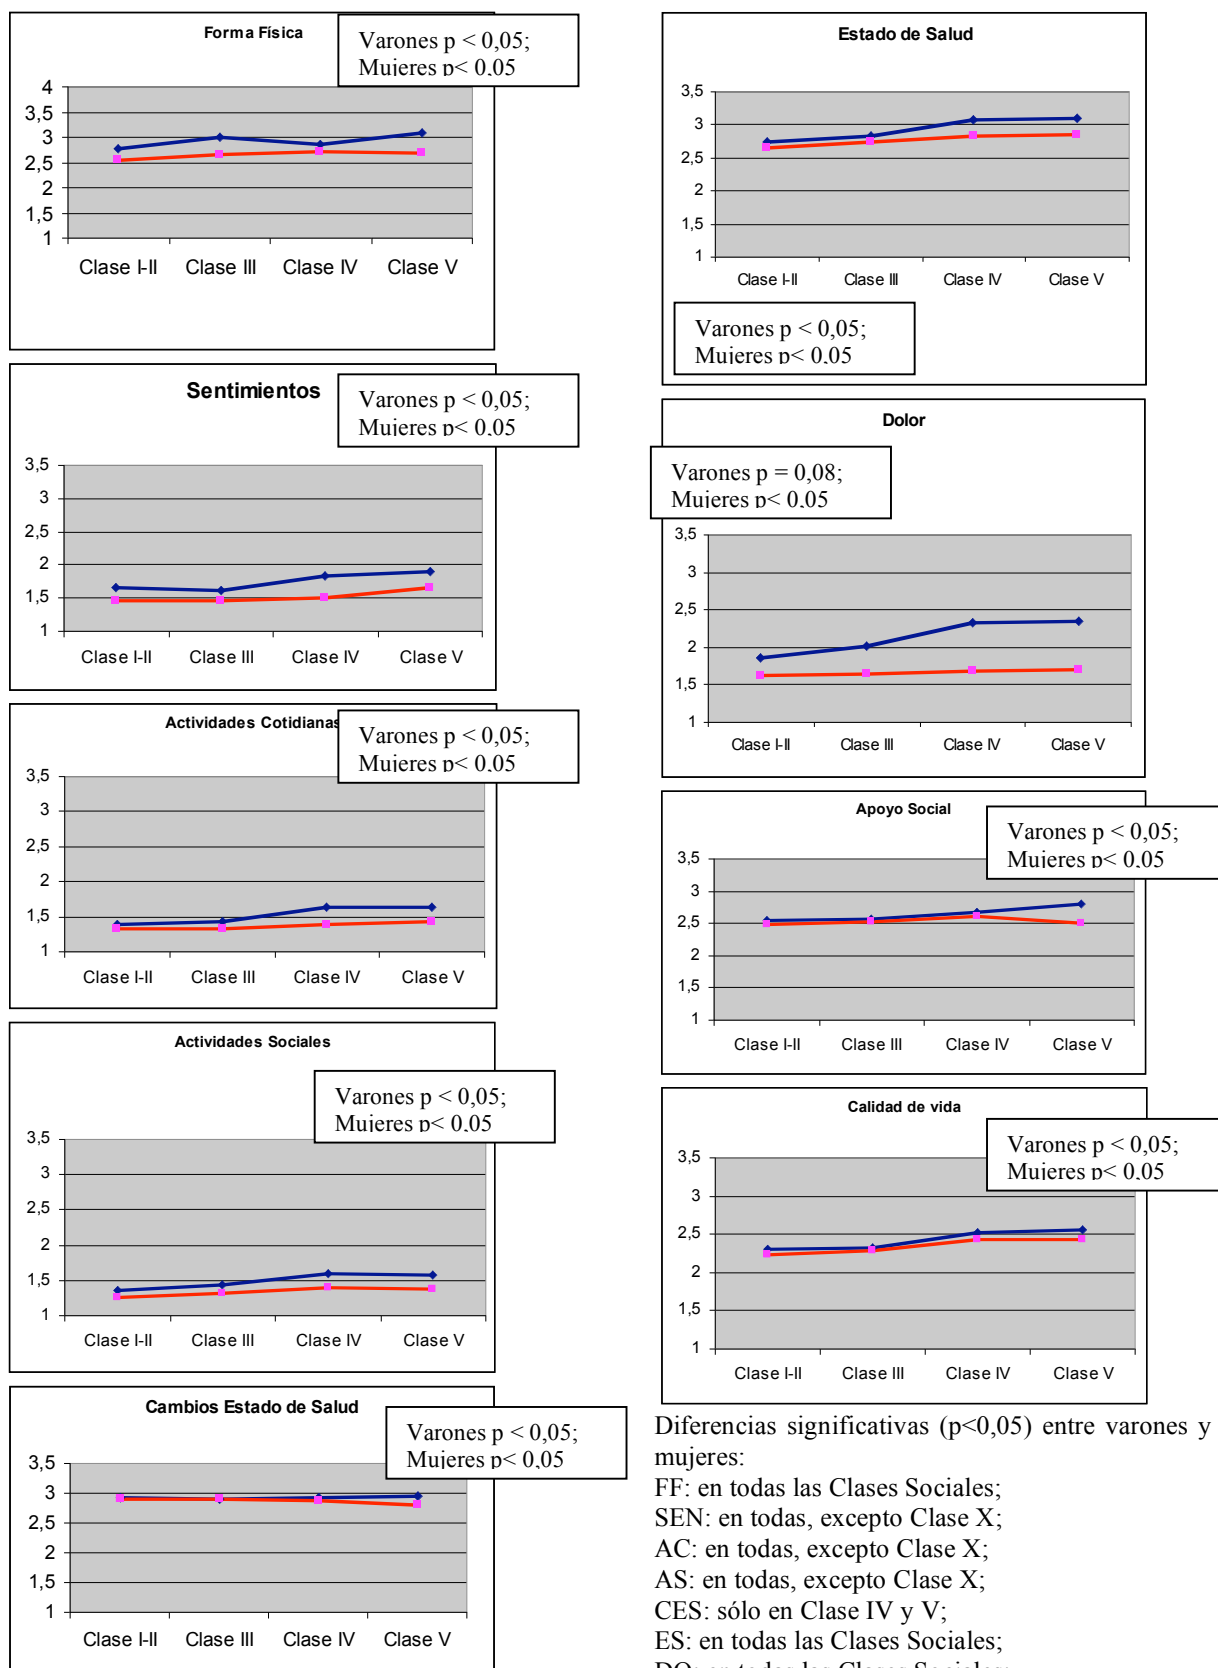 Forma Física
Varones p < 0,05;
Mujeres p< 0,05
4
3,5
3
2,5
2
1,5
1
Clase I-II Clase III Clase IV Clase V
Estado de Salud
3,5
3
2,5
2
1,5
1
Clase I-II Clase III Clase IV Clase V
Varones p < 0,05;
Mujeres p< 0,05
Sentimientos
Varones p < 0,05;
Mujeres p< 0,05
3,5
3
2,5
2
1,5
1
Clase I-II Clase III Clase IV Clase V
Dolor
Varones p = 0,08;
Mujeres p< 0,05
3,5
3
2,5
2
1,5
1
Clase I-II Clase III Clase IV Clase V
Actividades Cotidianas
Varones p < 0,05;
Mujeres p< 0,05
3,5
3
2,5
2
1,5
1
Clase I-II Clase III Clase IV Clase V
Apoyo Social
Varones p < 0,05;
Mujeres p< 0,05
3,5
3
2,5
2
1,5
1
Clase I-II Clase III Clase IV Clase V
Actividades Sociales
Varones p < 0,05;
Mujeres p< 0,05
3,5
3
2,5
2
1,5
1
Clase I-II Clase III Clase IV Clase V
Calidad de vida
Varones p < 0,05;
Mujeres p< 0,05
3,5
3
2,5
2
1,5
1
Clase I-II Clase III Clase IV Clase V
Cambios Estado de Salud
Varones p < 0,05;
Mujeres p< 0,05
3,5
3
2,5
2
1,5
1
Clase I-II Clase III Clase IV Clase V
Diferencias significativas (p<0,05) entre varones y
mujeres:
FF: en todas las Clases Sociales;
SEN: en todas, excepto Clase X;
AC: en todas, excepto Clase X;
AS: en todas, excepto Clase X;
CES: sólo en Clase IV y V;
ES: en todas las Clases Sociales;
DO: en todas las Clases Sociales;